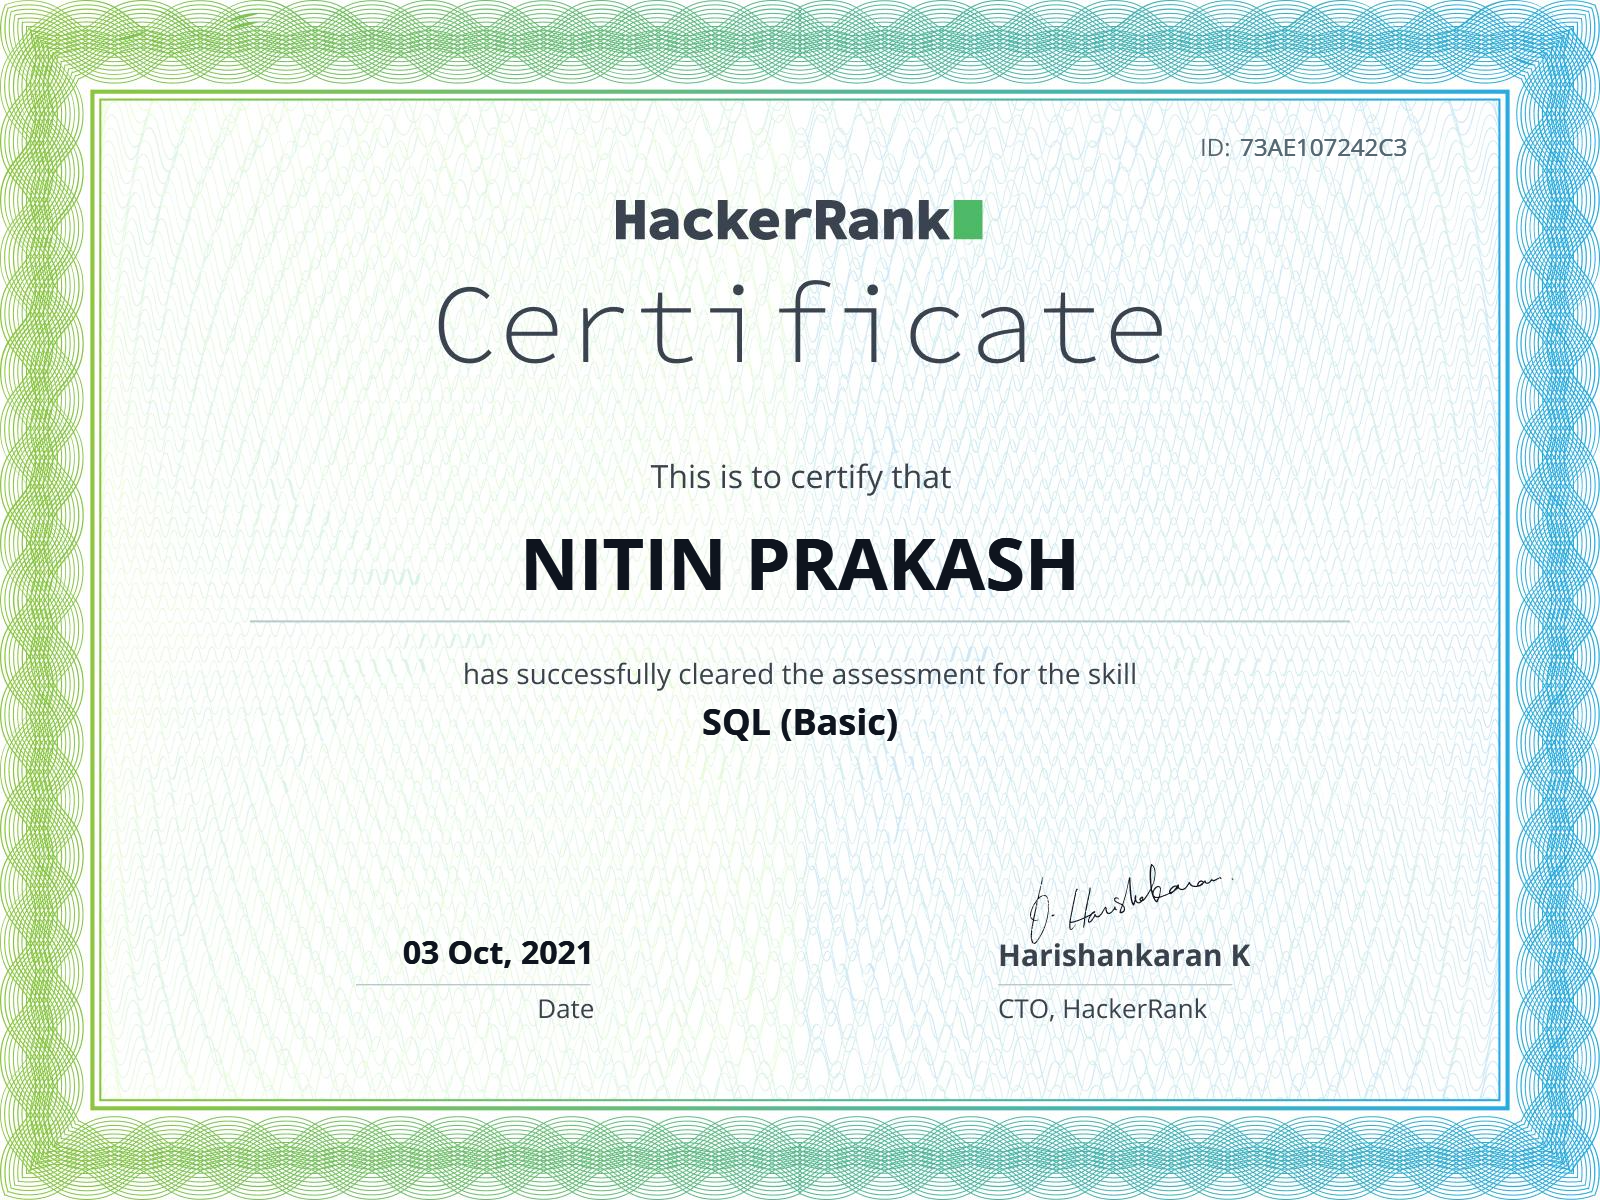 ID: 73AE107242C3
HackerRank
Certificate
This is to certify that
NITIN PRAKASH
has successfully cleared the assessment for the skill
SQL (Basic)
03 Oct, 2021
Date
Harishankaran K
CTO, HackerRank